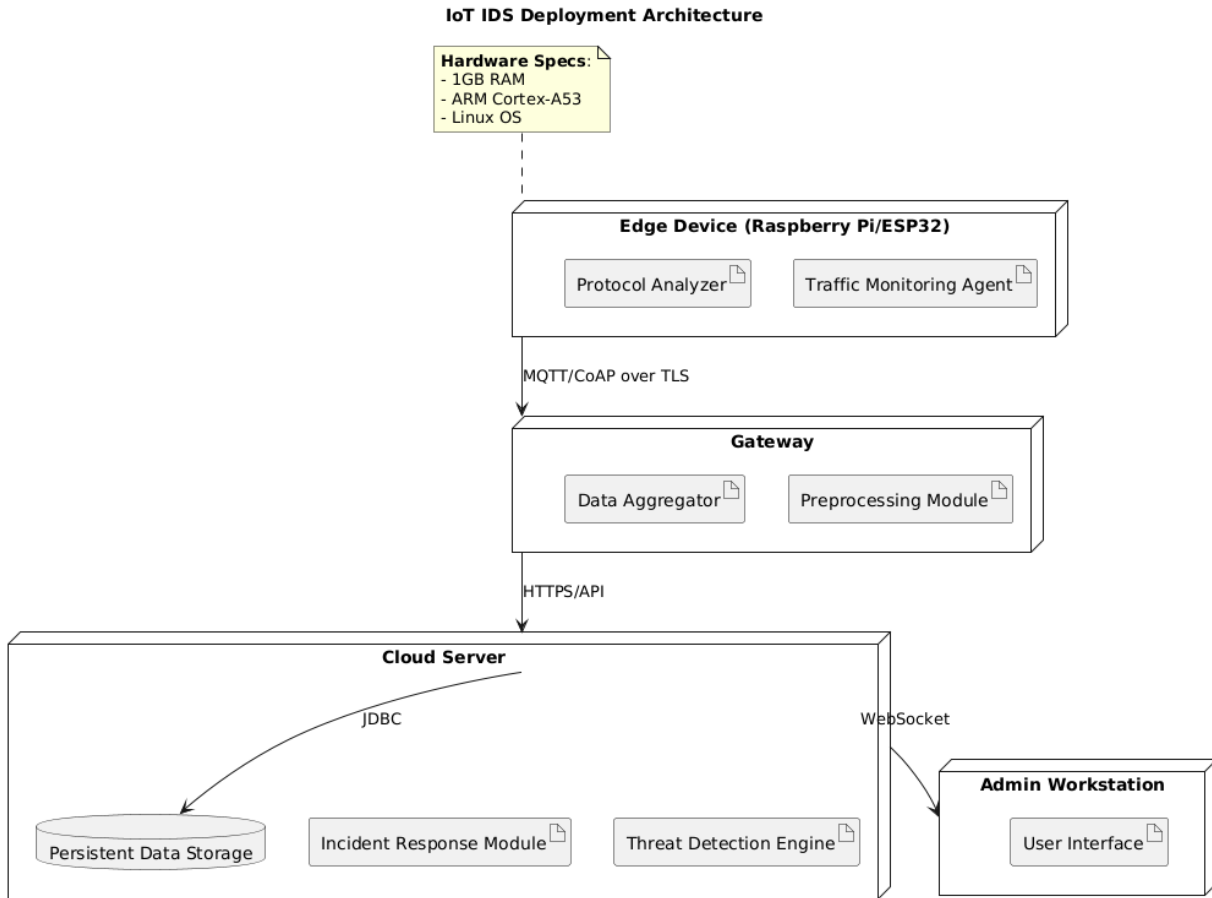 IoT IDS Deployment Architecture
Hardware Specs:
- 1GB RAM
- ARM Cortex-A53
- Linux OS
Edge Device (Raspberry Pi/ESP32)
Protocol Analyzer
Traffic Monitoring Agent
MQTT/CoAP over TLS
Gateway
Data Aggregator
Preprocessing Module
HTTPS/API
Cloud Server
JDBC
WebSocket
Admin Workstation
Persistent Data Storage
Incident Response Module
Threat Detection Engine
User Interface